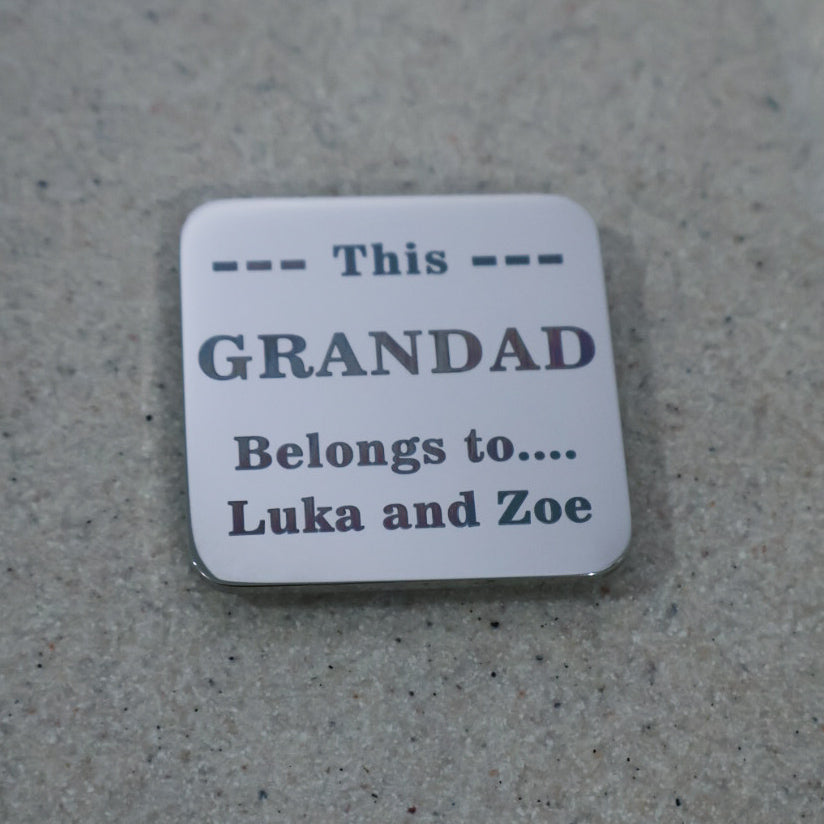 --- This ---
GRANDAD
Belongs to....
Luka and Zoe